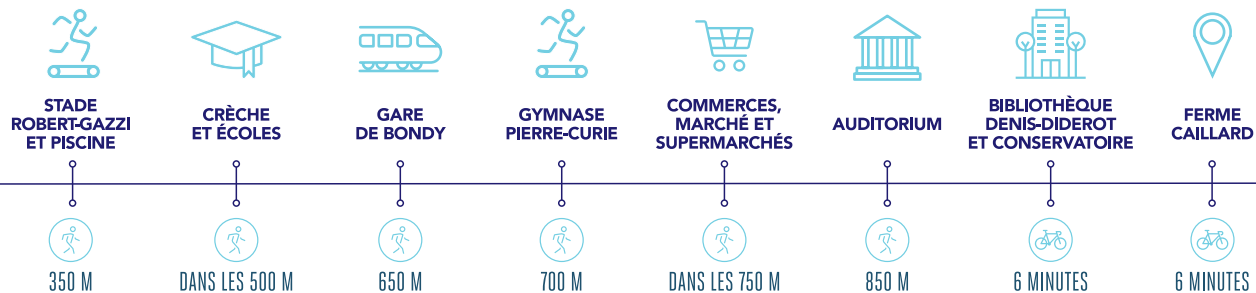 STADE
ROBERT-GAZZI
ET PISCINE
CRÈCHE
ET ÉCOLES
GARE
DE BONDY
GYMNASE
PIERRE-CURIE
COMMERCES,
MARCHÉ ET
SUPERMARCHÉS
AUDITORIUM
BIBLIOTHÈQUE
DENIS-DIDEROT
ET CONSERVATOIRE
FERME
CAILLARD
350 M
DANS LES 500 M
650 M
700 M
DANS LES 750 M
850 M
6 MINUTES
6 MINUTES